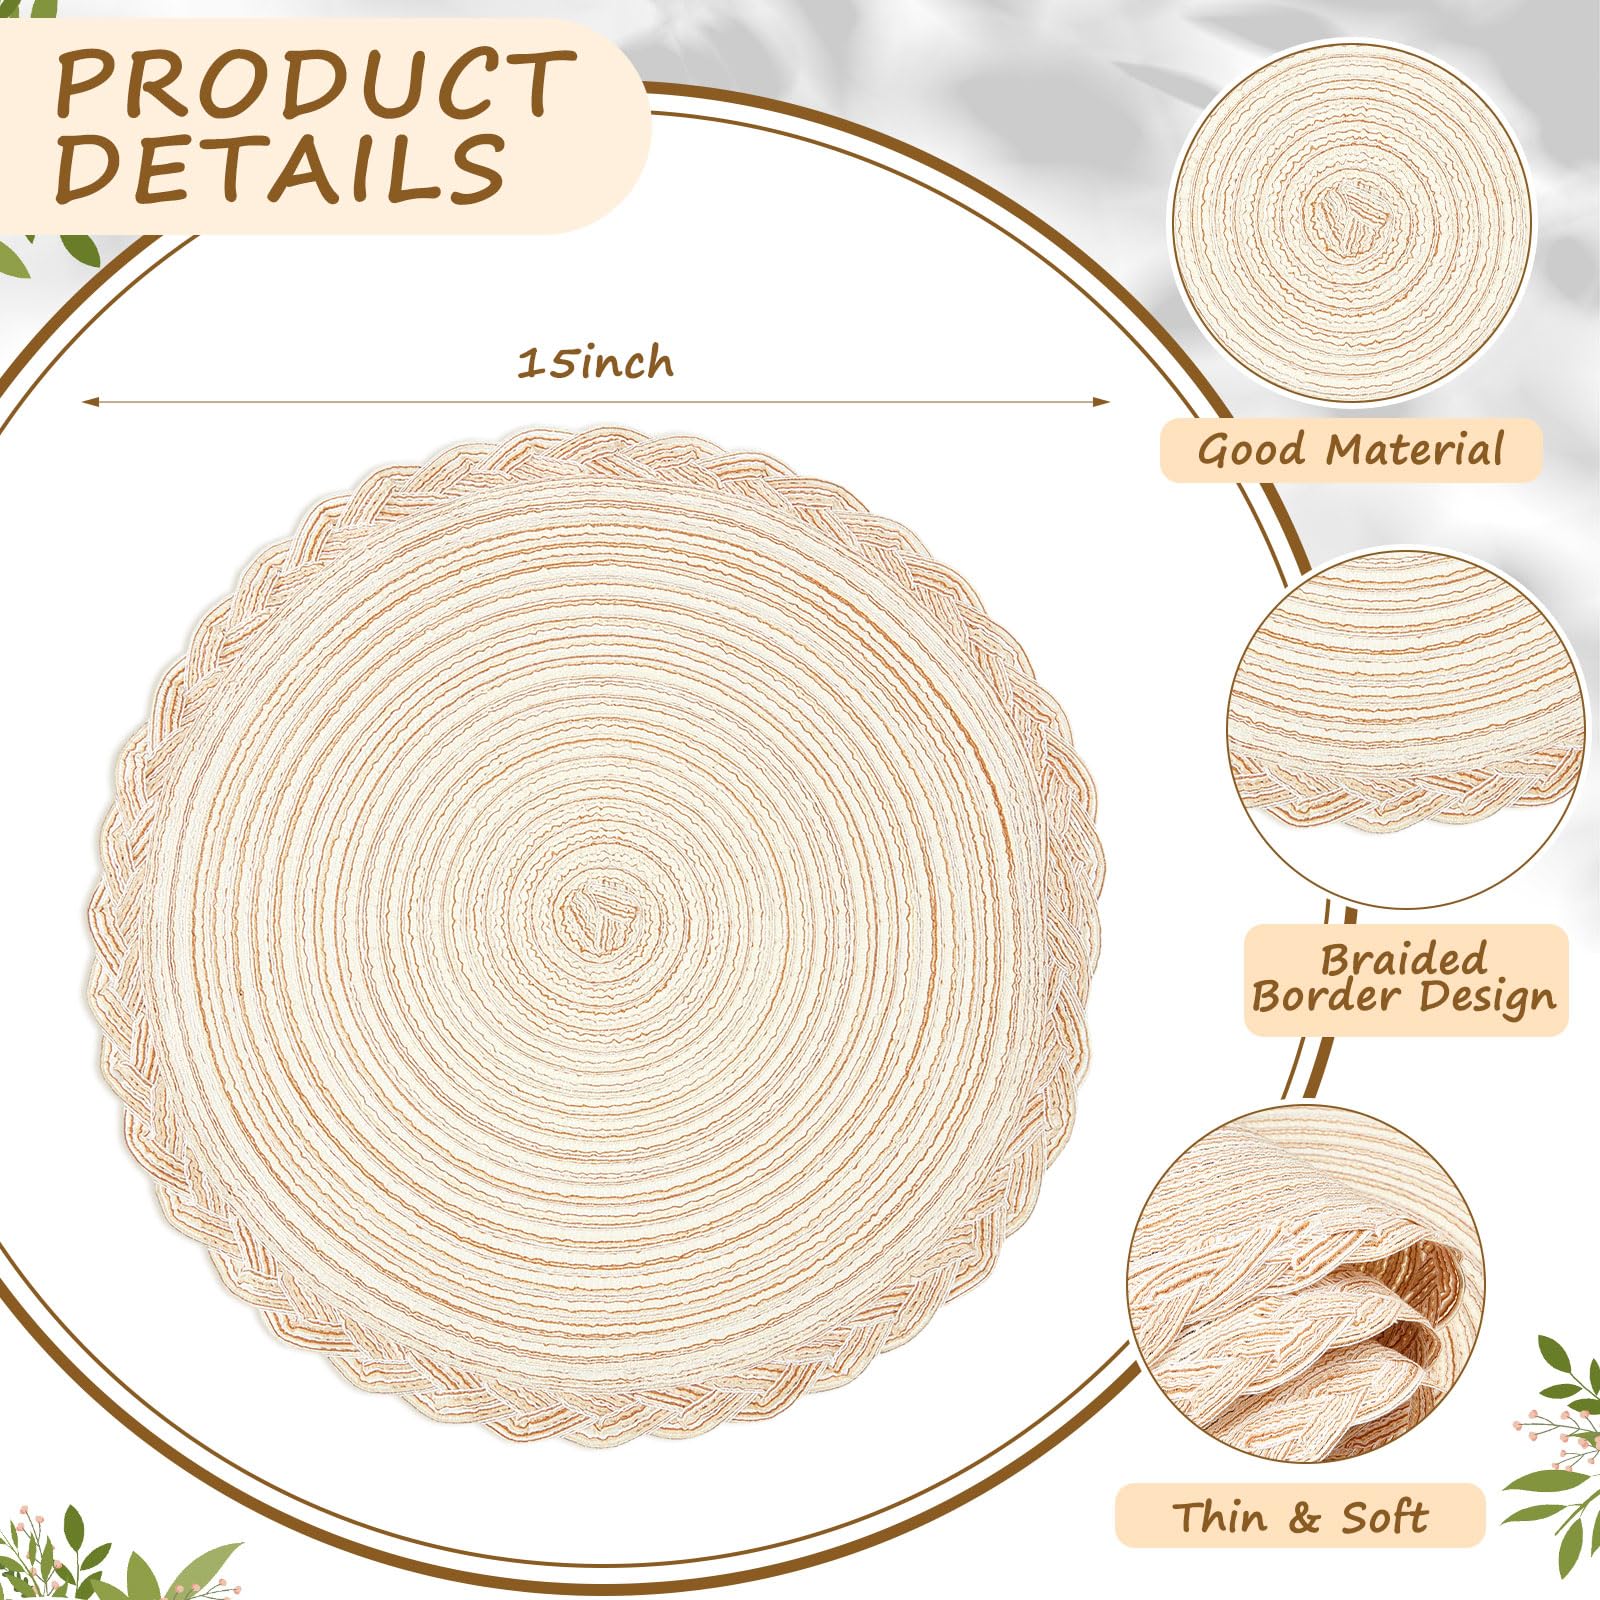 PRODUCT
DETAILS
15inch
Good Material
Braided
Border Design
Thin & Soft